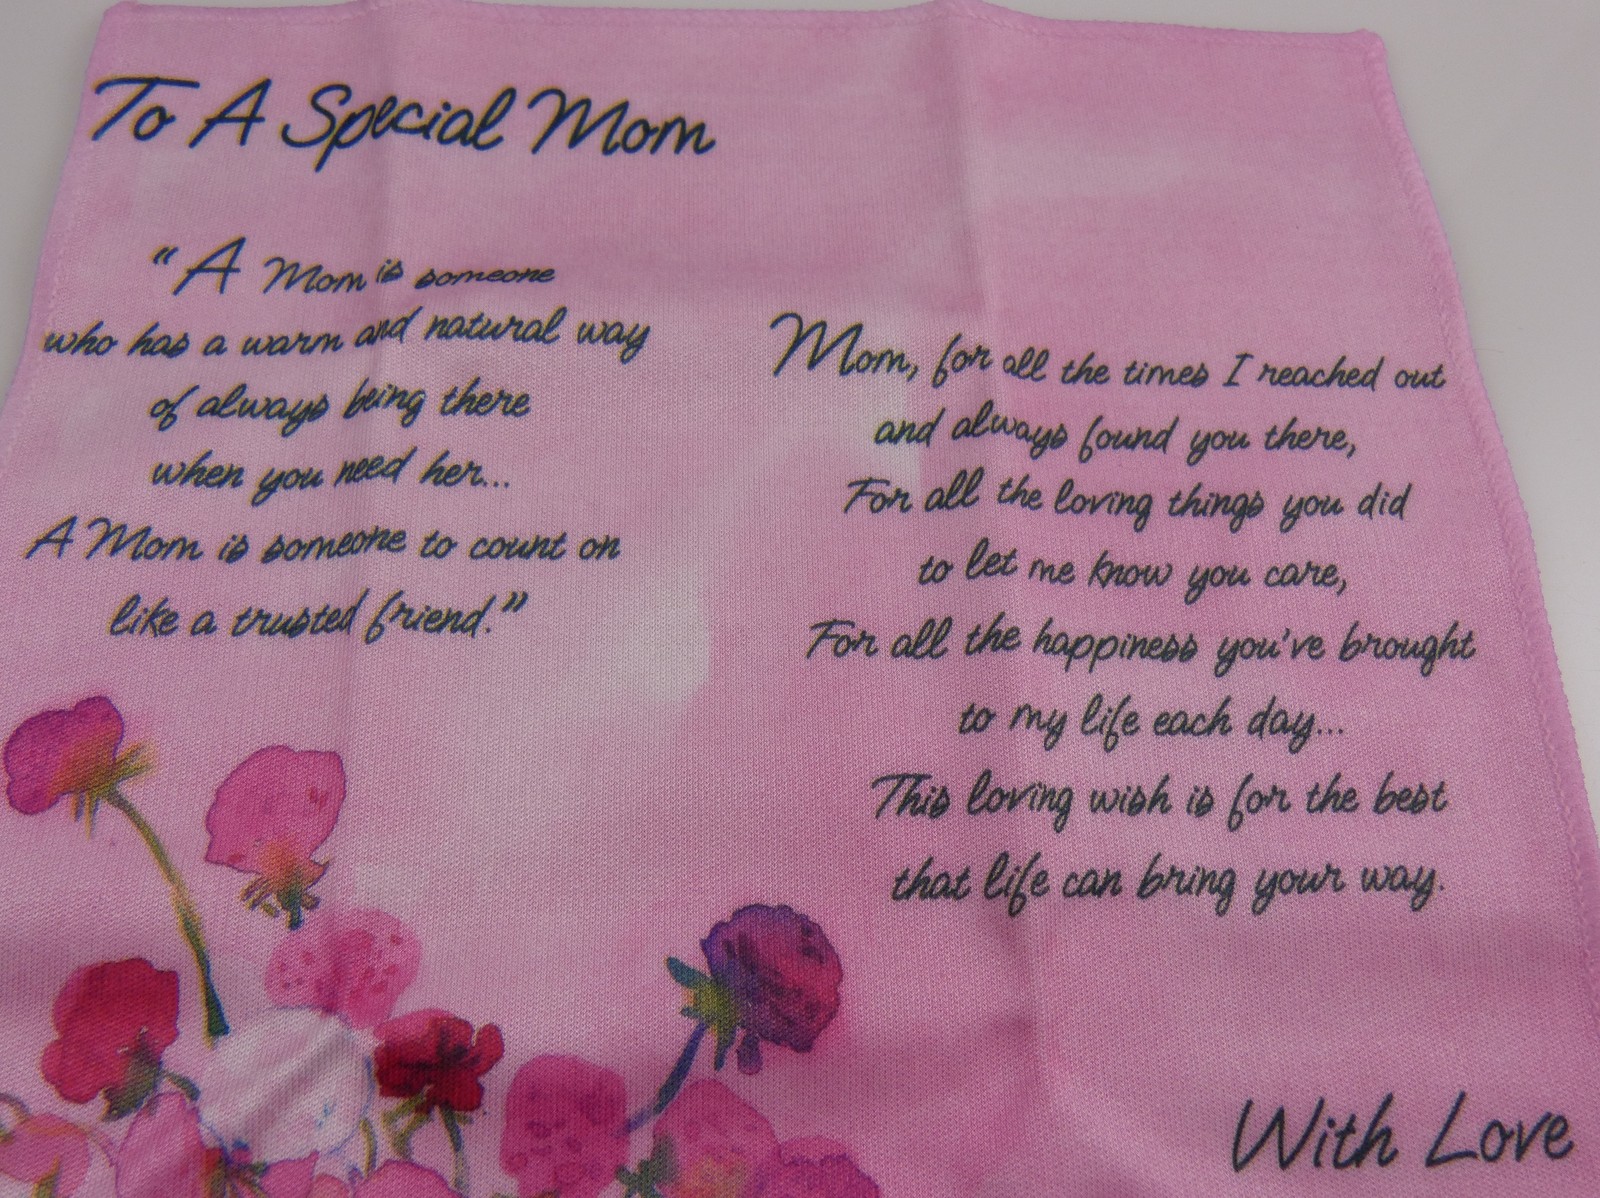 To A Special Mom
“A Mom is someone
who has a warm and natural way
of always being there
when you need her...
A Mom is someone to count on
like a trusted friend.”
Mom, for all the times I reached out
and always found you there,
For all the loving things you did
to let me know you care,
For all the happiness you've brought
to my life each day...
This loving wish is for the best
that life can bring your way.
With Love